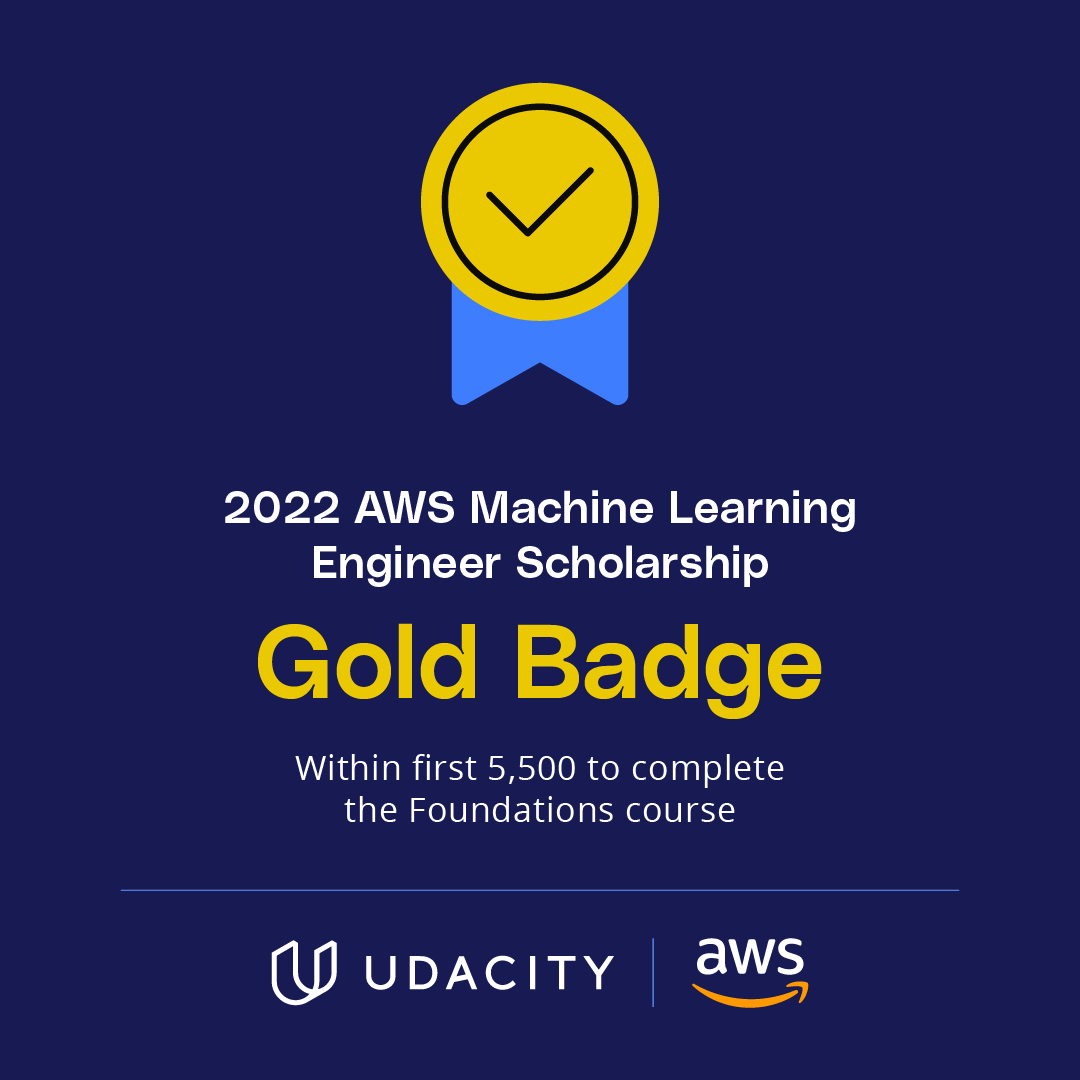 2022 AWS Machine Learning
Engineer Scholarship
Gold Badge
Within first 5,500 to complete
the Foundations course
UDACITY
aws